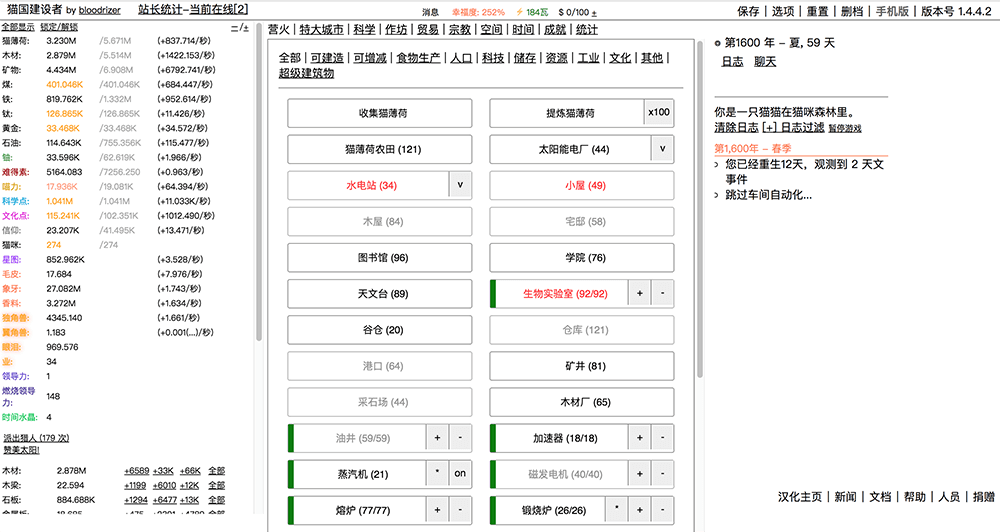 猫国建设者 by bloodrizer 站长统计–当前在线[2] 消息 幸福度: 252% ⚡ 184瓦 $ 0/100 ± 保存 | 选项 | 重置 | 删档 | 手机版 | 版本号 1.4.4.2
全部显示 锁定/解锁 –/+
猫薄荷: 3.230M /5.671M (+837.714/秒)
木材: 2.879M /5.514M (+1422.153/秒)
矿物: 4.434M /6.908M (+6792.741/秒)
煤: 401.046K /401.046K (+684.447/秒)
铁: 819.762K /1.332M (+952.614/秒)
钛: 126.865K /126.865K (+11.426/秒)
黄金: 33.468K /33.468K (+34.572/秒)
石油: 114.643K /755.356K (+115.477/秒)
铀: 33.596K /62.619K (+1.966/秒)
难得素: 5164.083 /7256.250 (+0.963/秒)
喵力: 17.936K /19.081K (+64.394/秒)
科学点: 1.041M /1.041M (+11.033K/秒)
文化点: 115.241K /102.351K (+1012.490/秒)
信仰: 23.207K /41.495K (+13.471/秒)
猫咪: 274 /274
星图: 852.962K (+3.528/秒)
毛皮: 17.684 (+7.976/秒)
象牙: 27.082M (+1.743/秒)
香料: 3.272M (+1.634/秒)
独角兽: 4345.140 (+1.661/秒)
翼角兽: 1.183 (+0.001(...)/秒)
眼泪: 969.576
业: 34
领导力: 1
燃烧领导
力: 148
时间水晶: 4
派出猎人 (179 次)
赞美太阳!
木材: 2.878M +6589 +33K +66K 全部
木梁: 22.594 +1199 +6010 +12K 全部
石板: 884.688K +1294 +6477 +13K 全部
营火 | 特大城市 | 科学 | 作坊 | 贸易 | 宗教 | 空间 | 时间 | 成就 | 统计
全部 | 可建造 | 可增减 | 食物生产 | 人口 | 科技 | 储存 | 资源 | 工业 | 文化 | 其他 |
超级建筑物
收集猫薄荷 提炼猫薄荷 x100
猫薄荷农田 (121) 太阳能电厂 (44) v
水电站 (34) v 小屋 (49)
木屋 (84) 宅邸 (58)
图书馆 (96) 学院 (76)
天文台 (89) 生物实验室 (92/92) + -
谷仓 (20) 仓库 (121)
港口 (64) 矿井 (81)
采石场 (44) 木材厂 (65)
油井 (59/59) + - 加速器 (18/18) + -
蒸汽机 (21) * on 磁发电机 (40/40) + -
熔炉 (77/77) + - 锻烧炉 (26/26) * + -
第1600 年 – 夏, 59 天
日志 聊天
你是一只猫猫在猫咪森林里。
清除日志 [+] 日志过滤 暂停游戏
第1,600年 – 春季
您已经重生12天，观测到 2 天文
事件
跳过车间自动化...
汉化主页 | 新闻 | 文档 | 帮助 | 人员 | 捐赠